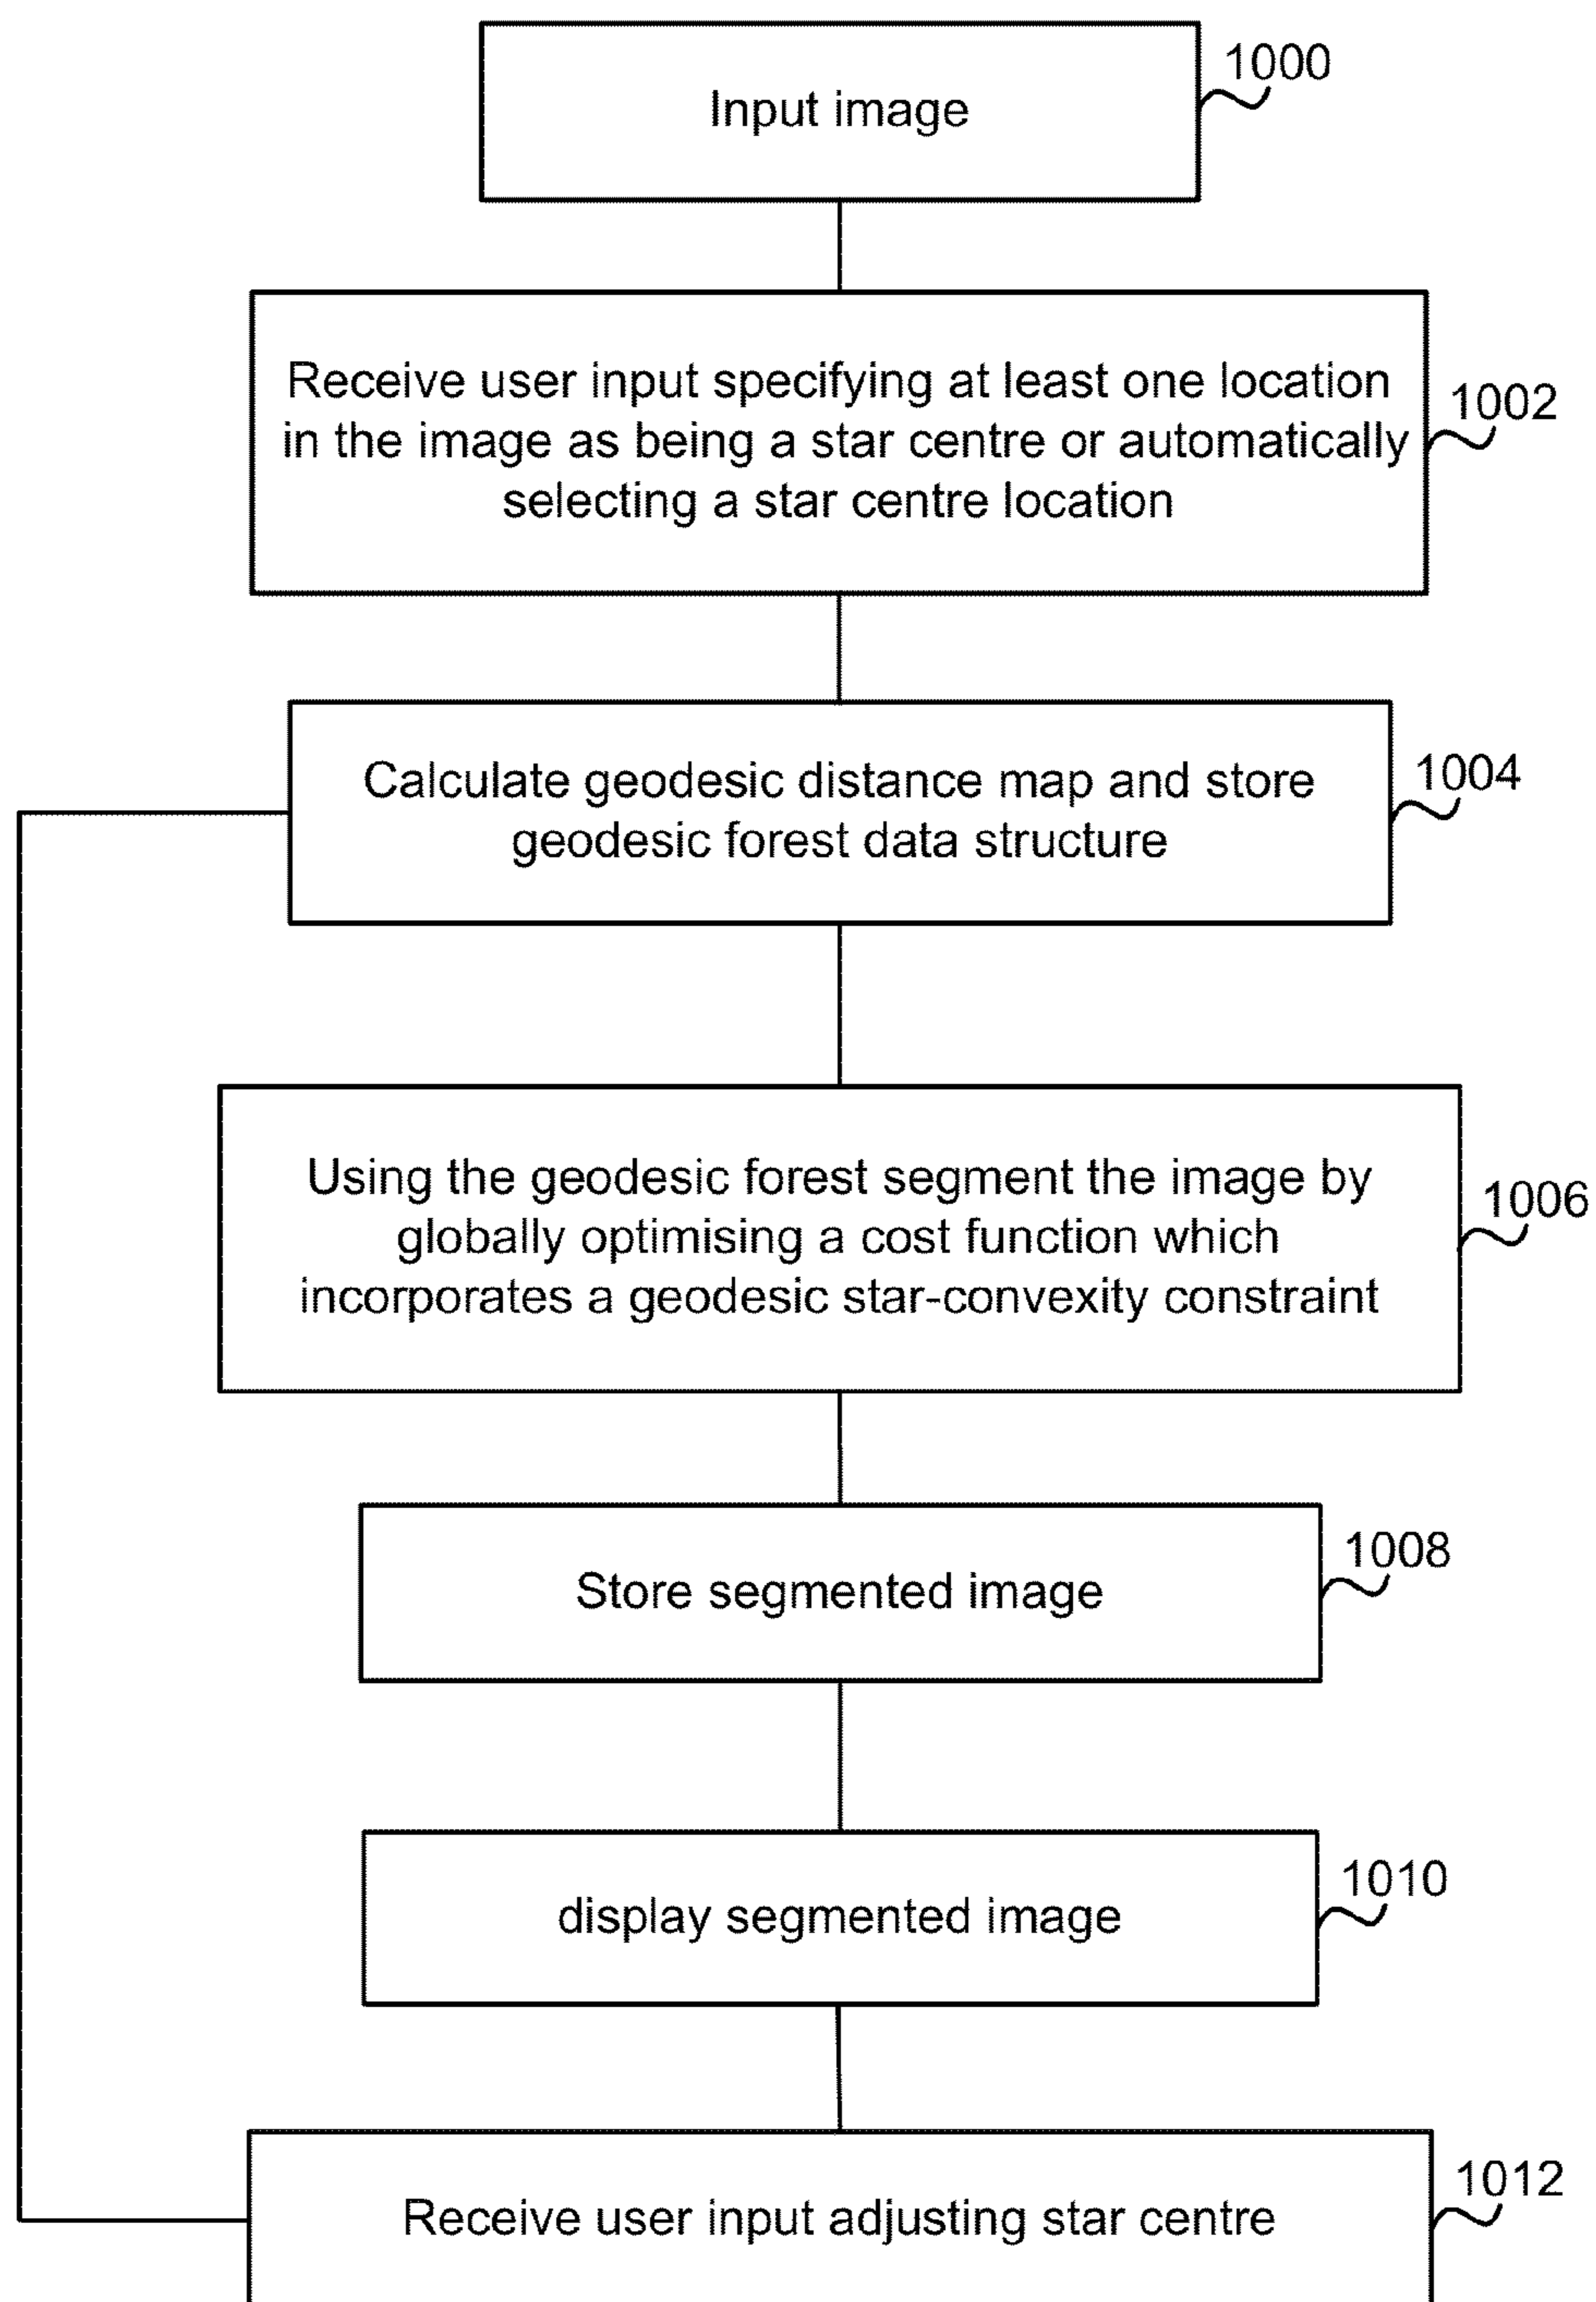 Input image
1000
Receive user input specifying at least one location
in the image as being a star centre or automatically
selecting a star centre location
1002
Calculate geodesic distance map and store
geodesic forest data structure
1004
Using the geodesic forest segment the image by
globally optimising a cost function which
incorporates a geodesic star-convexity constraint
1006
Store segmented image
1008
display segmented image
1010
Receive user input adjusting star centre
1012